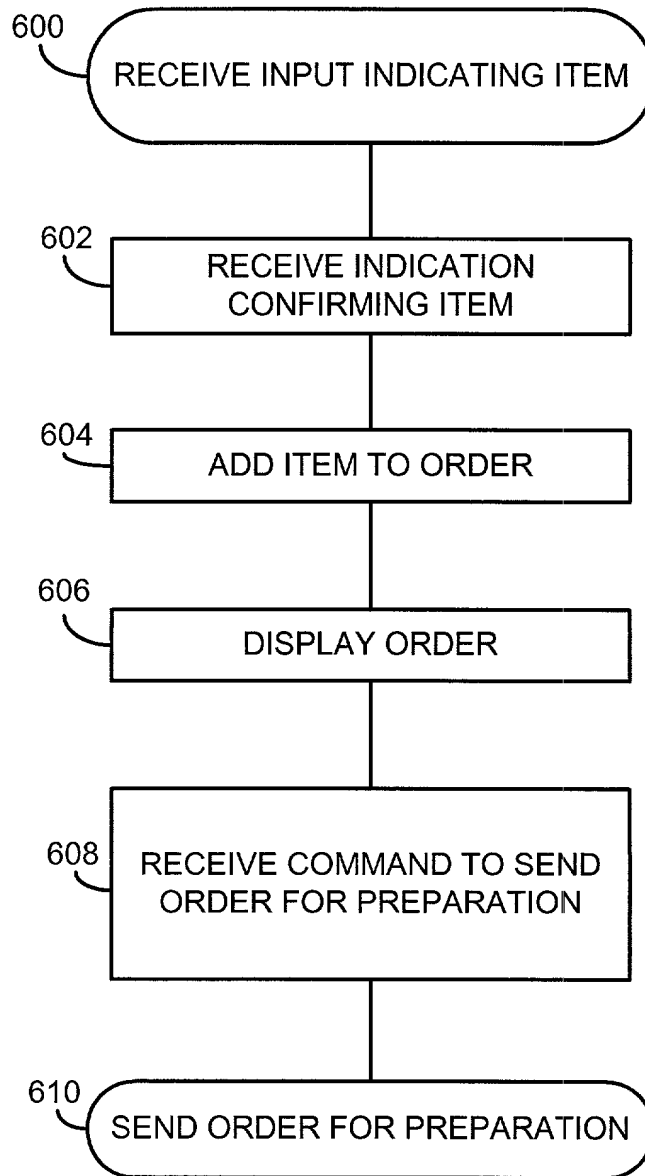 600
RECEIVE INPUT INDICATING ITEM
602
RECEIVE INDICATION
CONFIRMING ITEM
604
ADD ITEM TO ORDER
606
DISPLAY ORDER
608
RECEIVE COMMAND TO SEND
ORDER FOR PREPARATION
610
SEND ORDER FOR PREPARATION